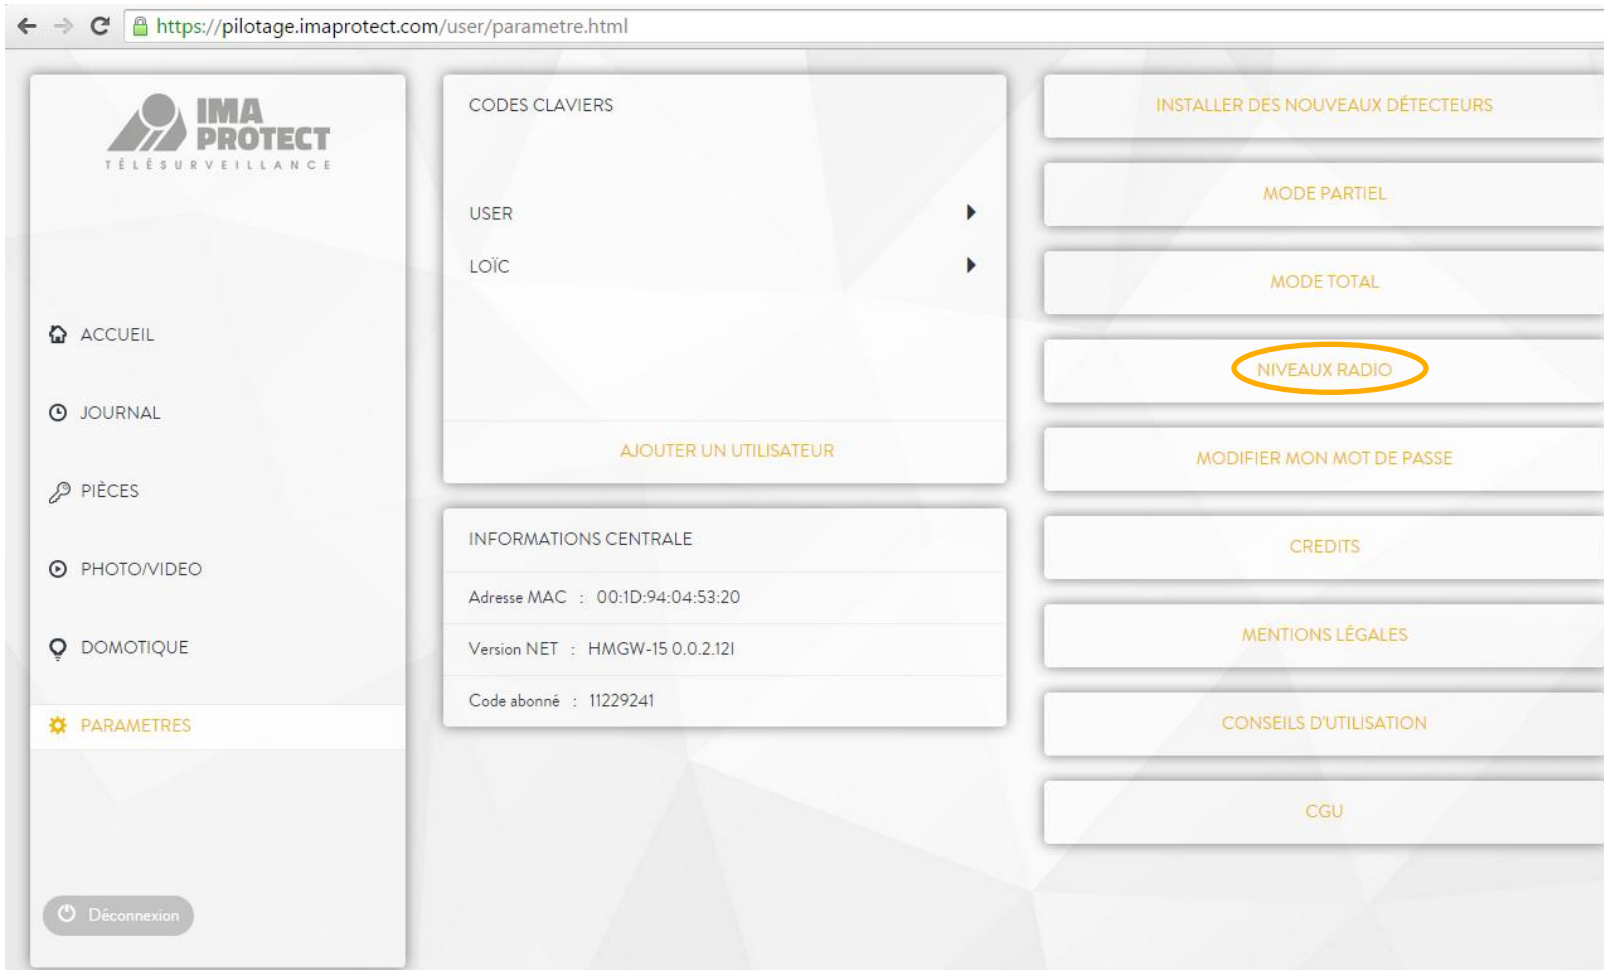 https://pilotage.imaprotect.com/user/parametre.html
IMA
PROTECT
TÉLÉSURVEILLANCE
ACCUEIL
JOURNAL
PIÈCES
PHOTO/VIDEO
DOMOTIQUE
PARAMETRES
Déconnexion
CODES CLAVIERS
USER
LOÏC
AJOUTER UN UTILISATEUR
INFORMATIONS CENTRALE
Adresse MAC : 00:1D:94:04:53:20
Version NET : HMGW-15 0.0.2.12I
Code abonné : 11229241
INSTALLER DES NOUVEAUX DÉTECTEURS
MODE PARTIEL
MODE TOTAL
NIVEAUX RADIO
MODIFIER MON MOT DE PASSE
CREDITS
MENTIONS LÉGALES
CONSEILS D'UTILISATION
CGU